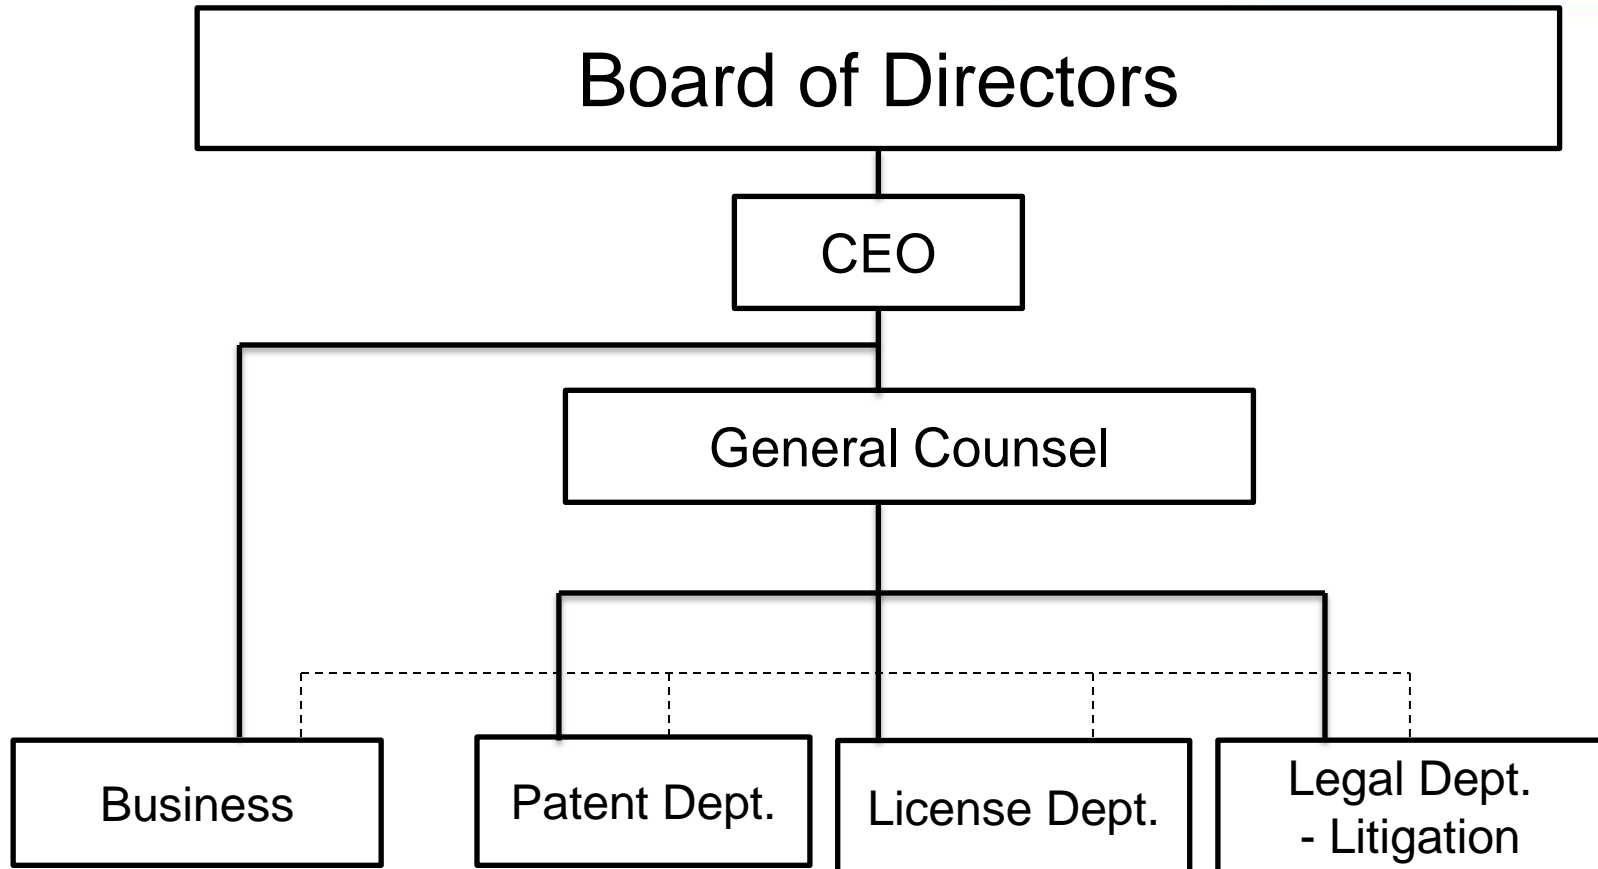 Board of Directors
CEO
General Counsel
Business
Patent Dept.
License Dept.
Legal Dept.
- Litigation